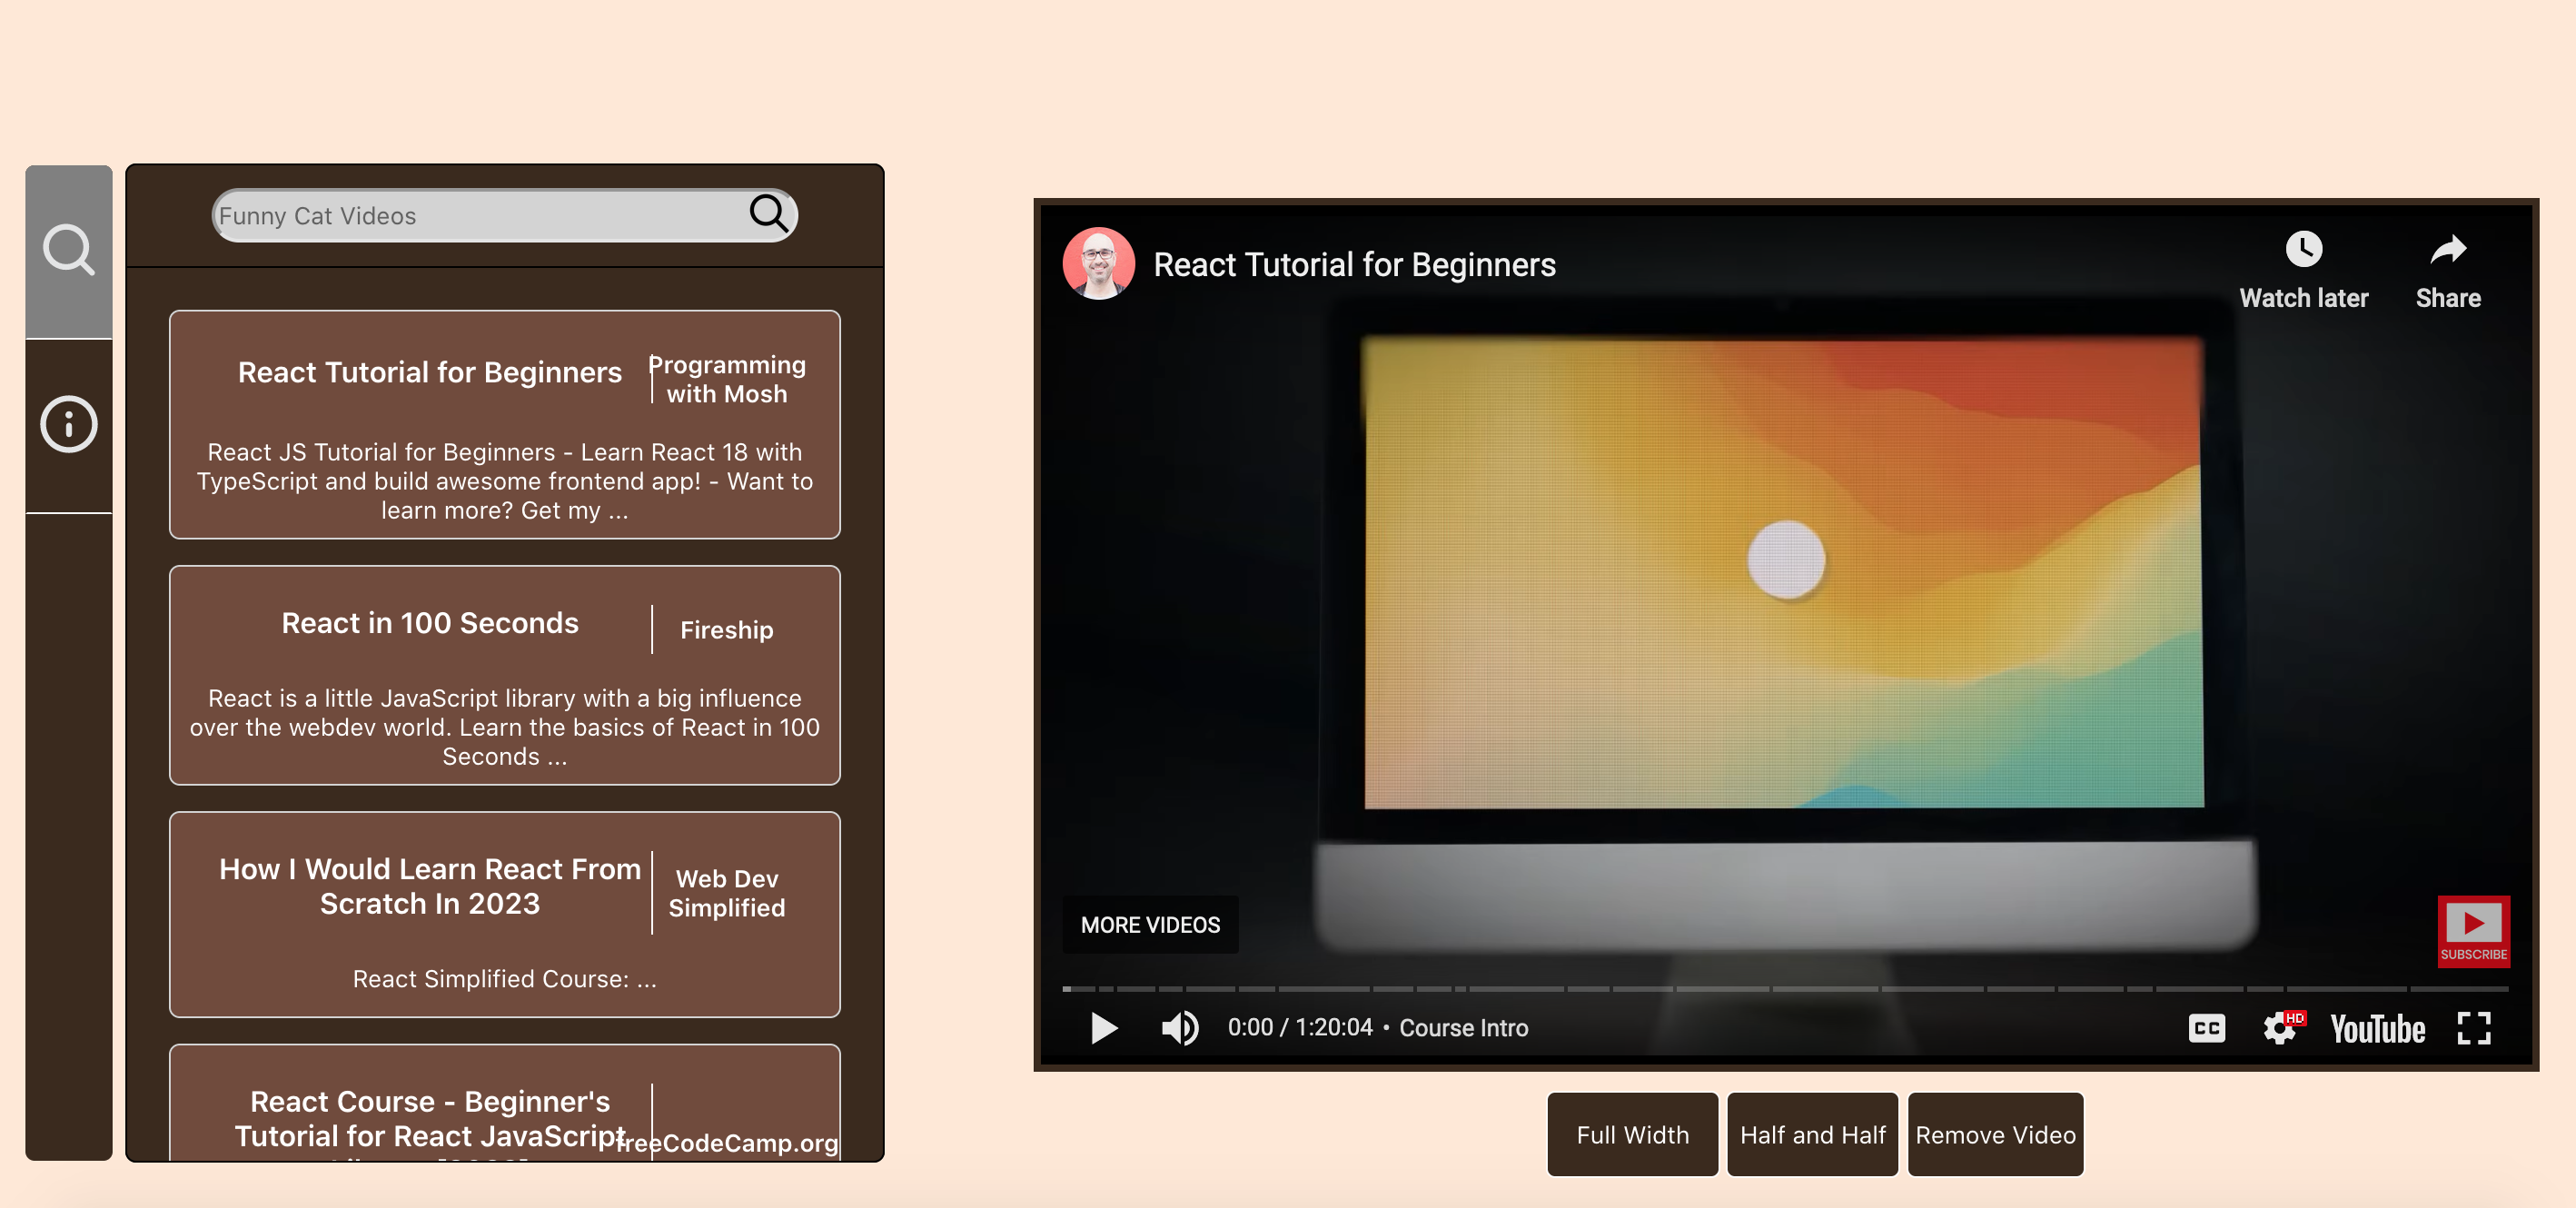 Funny Cat Videos
React Tutorial for Beginners
Programming
with Mosh
React JS Tutorial for Beginners - Learn React 18 with
TypeScript and build awesome frontend app! - Want to
learn more? Get my ...
React in 100 Seconds
Fireship
React is a little JavaScript library with a big influence
over the webdev world. Learn the basics of React in 100
Seconds ...
How I Would Learn React From
Scratch In 2023
Web Dev
Simplified
React Simplified Course: ...
React Course - Beginner's
Tutorial for React JavaScript
freeCodeCamp.org
React Tutorial for Beginners
Watch later
Share
MORE VIDEOS
SUBSCRIBE
0:00 / 1:20:04 • Course Intro
CC
HD
YouTube
Full Width
Half and Half
Remove Video